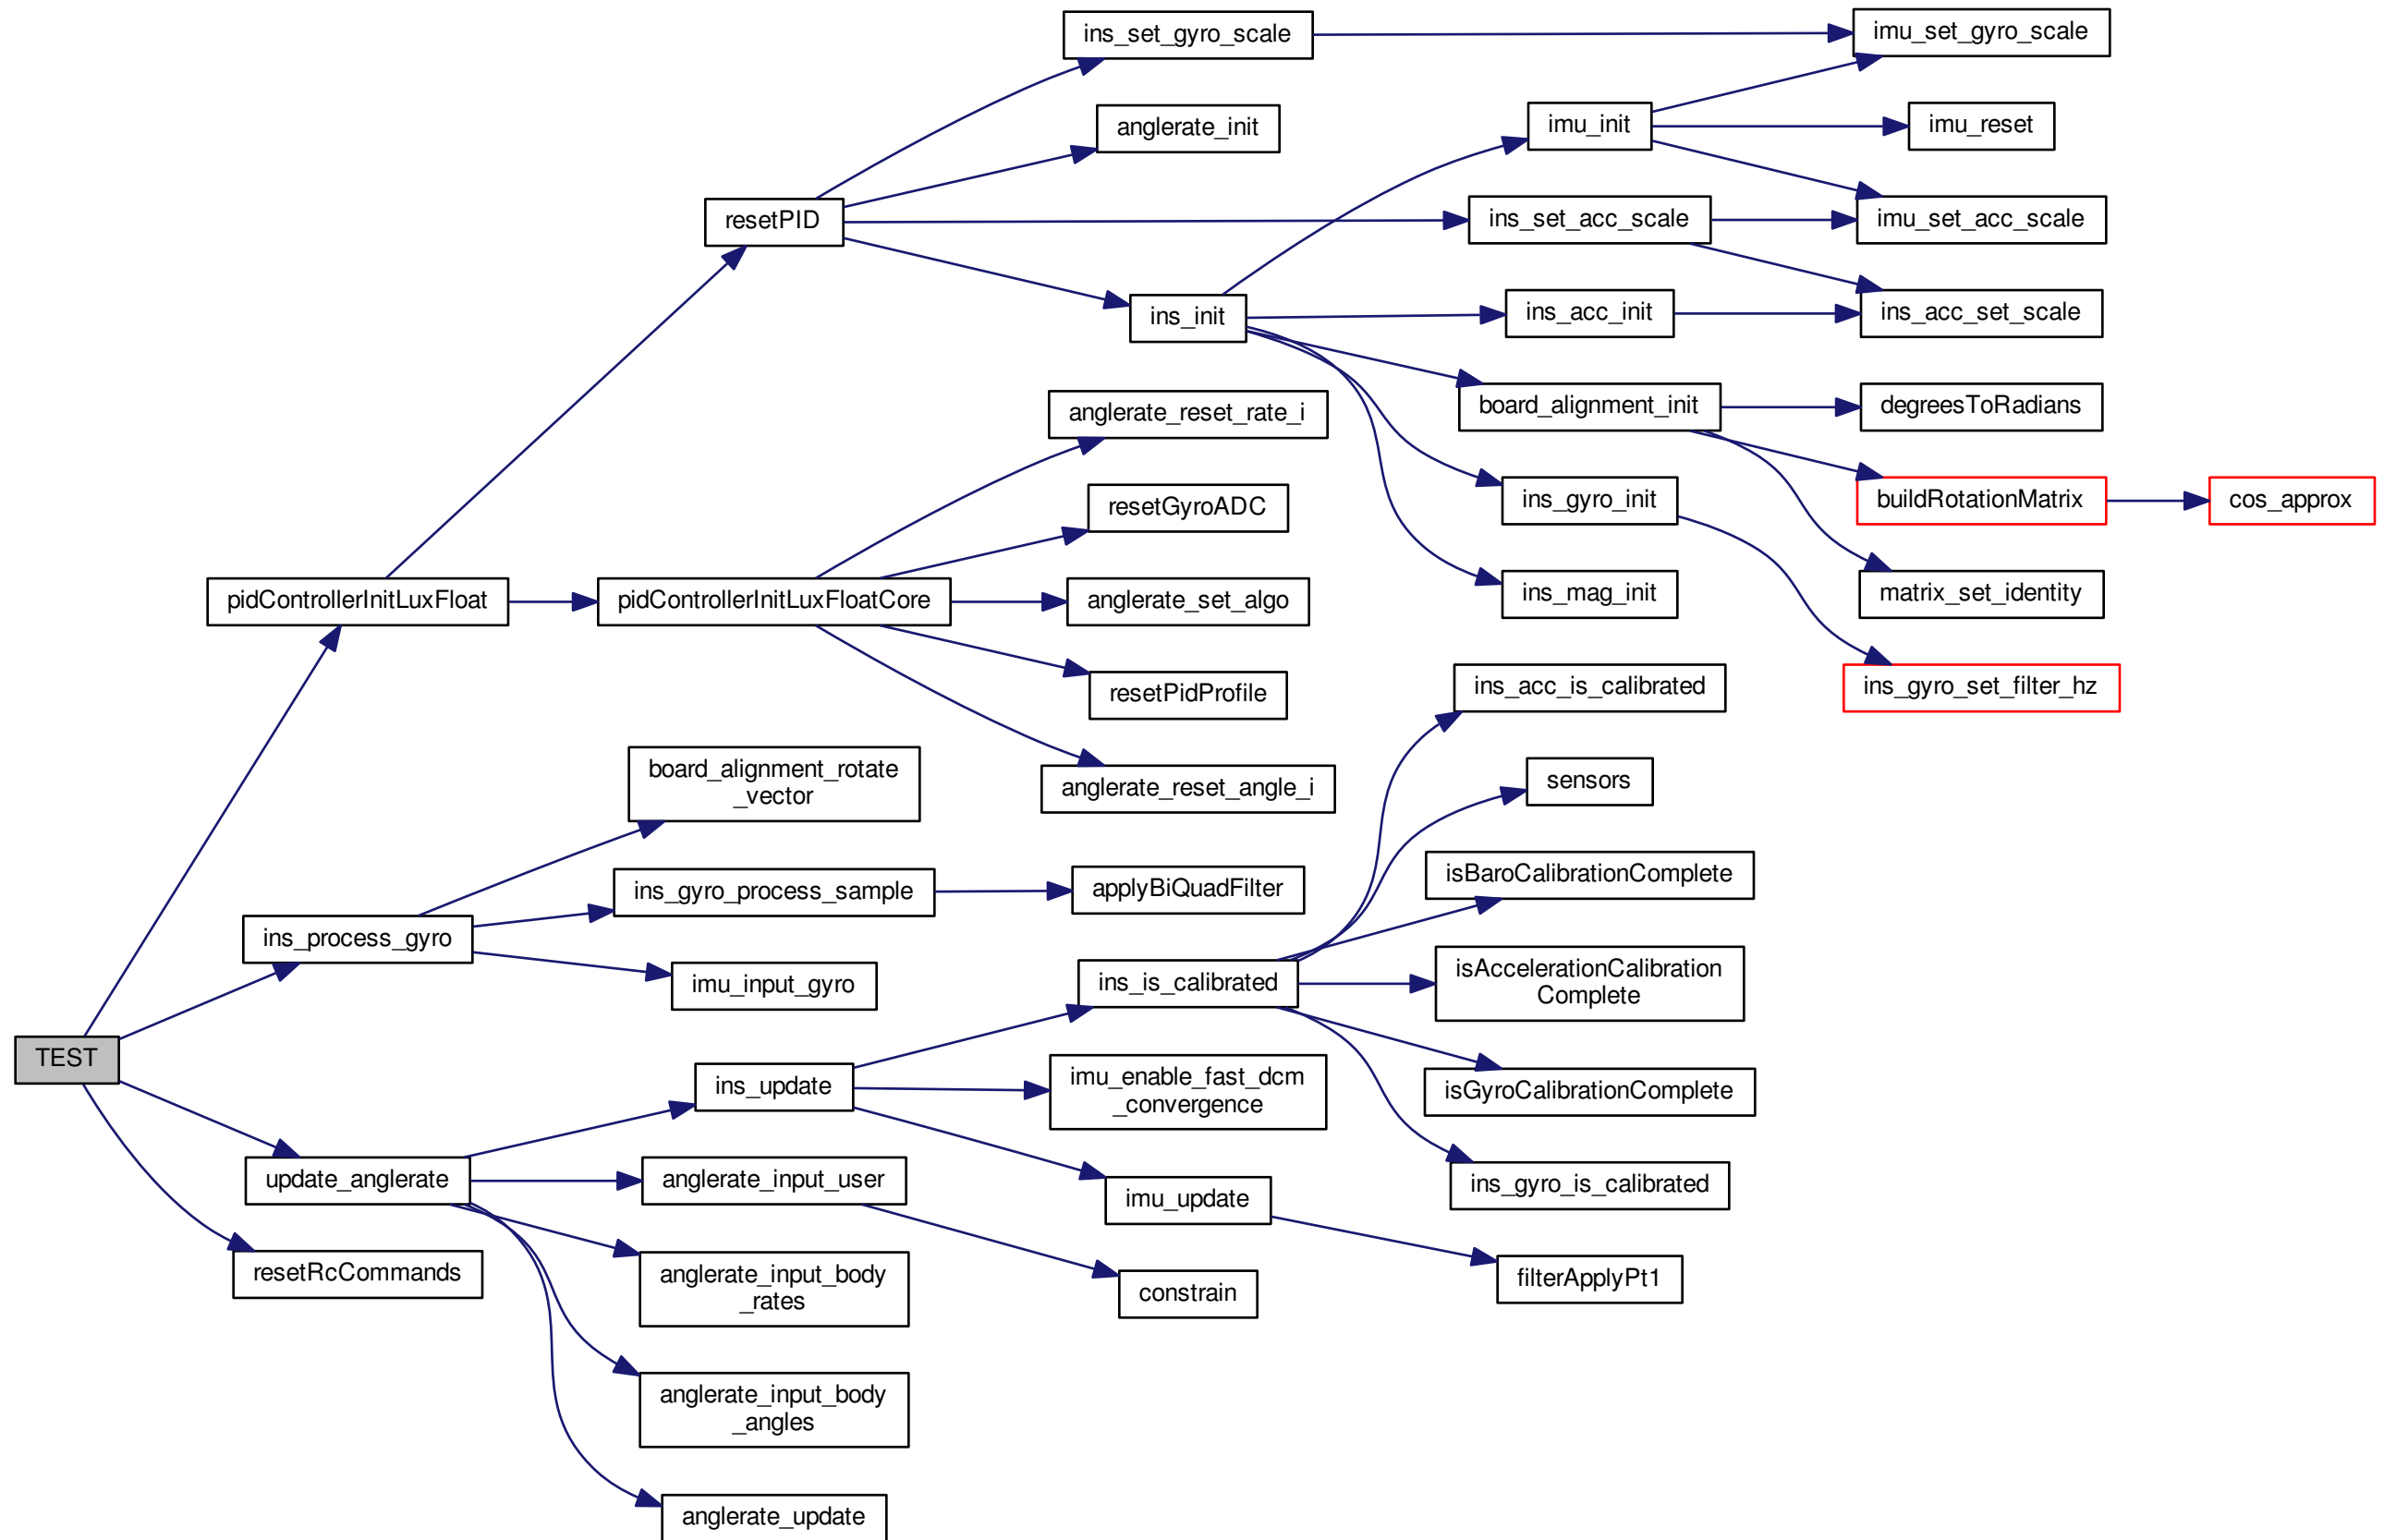 ins_set_gyro_scale
imu_set_gyro_scale
anglerate_init
imu_init
imu_reset
resetPID
ins_set_acc_scale
imu_set_acc_scale
ins_init
ins_acc_init
ins_acc_set_scale
anglerate_reset_rate_i
board_alignment_init
degreesToRadians
resetGyroADC
ins_gyro_init
buildRotationMatrix
cos_approx
pidControllerInitLuxFloat
pidControllerInitLuxFloatCore
anglerate_set_algo
ins_mag_init
matrix_set_identity
resetPidProfile
ins_acc_is_calibrated
ins_gyro_set_filter_hz
board_alignment_rotate
_vector
anglerate_reset_angle_i
sensors
ins_gyro_process_sample
applyBiQuadFilter
isBaroCalibrationComplete
ins_process_gyro
imu_input_gyro
ins_is_calibrated
isAccelerationCalibration
Complete
TEST
ins_update
imu_enable_fast_dcm
_convergence
isGyroCalibrationComplete
update_anglerate
anglerate_input_user
imu_update
ins_gyro_is_calibrated
resetRcCommands
anglerate_input_body
_rates
constrain
filterApplyPt1
anglerate_input_body
_angles
anglerate_update